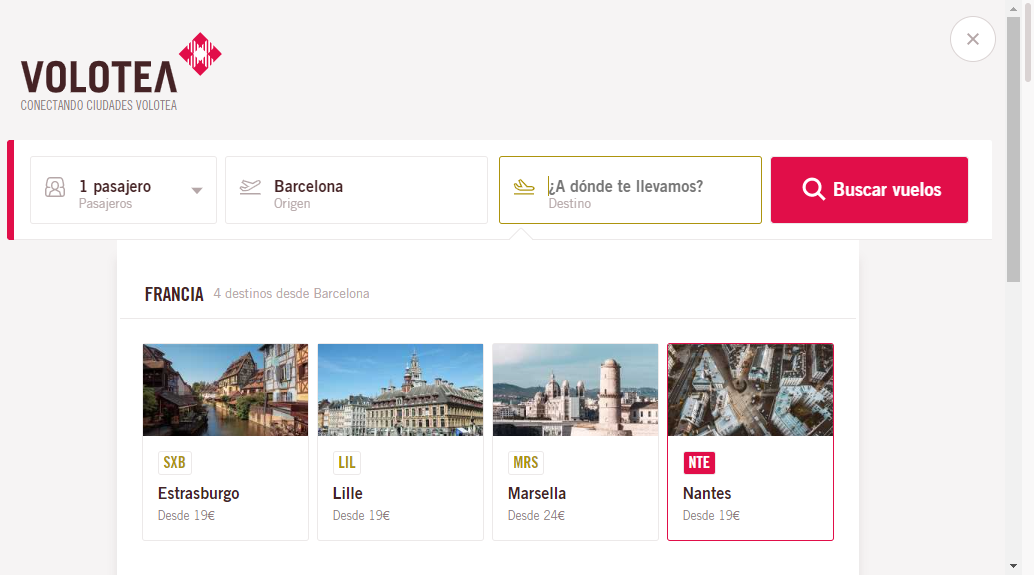 VOLOTEA
CONECTANDO CIUDADES VOLOTEA
1 pasajero
Pasajeros
Barcelona
Origen
¿A dónde te llevamos?
Destino
Buscar vuelos
FRANCIA 4 destinos desde Barcelona
SXB
Estrasburgo
Desde 19€
LIL
Lille
Desde 19€
MRS
Marsella
Desde 24€
NTE
Nantes
Desde 19€